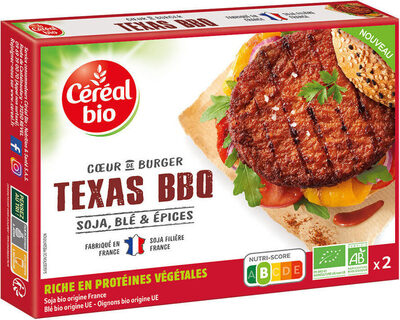 Céréal
bio
NOUVEAU
CŒUR DE BURGER
TEXAS BBQ
SOJA, BLÉ & ÉPICES
FABRIQUÉ EN
FRANCE
SOJA FILIÈRE
FRANCE
NUTRI-SCORE
A B C D E
AB
x 2
RICHE EN PROTÉINES VÉGÉTALES
Soja bio origine France
Blé bio origine UE - Oignons bio origine UE